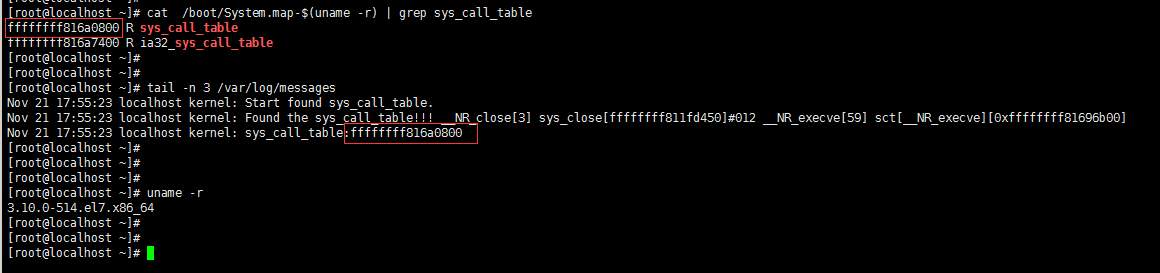 [root@localhost ~]# cat  /boot/System.map-$(uname -r) | grep sys_call_table
ffffffff816a0800 R sys_call_table
ffffffff816a7400 R ia32_sys_call_table
[root@localhost ~]#
[root@localhost ~]#
[root@localhost ~]# tail -n 3 /var/log/messages
Nov 21 17:55:23 localhost kernel: Start found sys_call_table.
Nov 21 17:55:23 localhost kernel: Found the sys_call_table!!! __NR_close[3] sys_close[ffffffff811fd450]#012 __NR_execve[59] sct[__NR_execve][0xffffffff81696b00]
Nov 21 17:55:23 localhost kernel: sys_call_table:ffffffff816a0800
[root@localhost ~]#
[root@localhost ~]#
[root@localhost ~]#
[root@localhost ~]# uname -r
3.10.0-514.el7.x86_64
[root@localhost ~]#
[root@localhost ~]#
[root@localhost ~]#